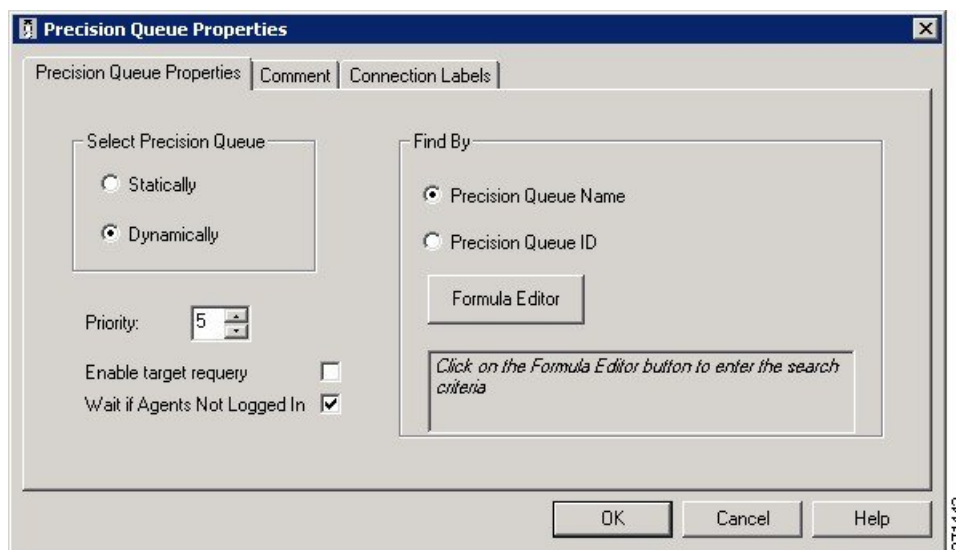 Precision Queue Properties
Precision Queue Properties
Comment
Connection Labels
Select Precision Queue
Statically
Dynamically
Priority:
5
Enable target requery
Wait if Agents Not Logged In
Find By
Precision Queue Name
Precision Queue ID
Formula Editor
Click on the Formula Editor button to enter the search
criteria
OK
Cancel
Help